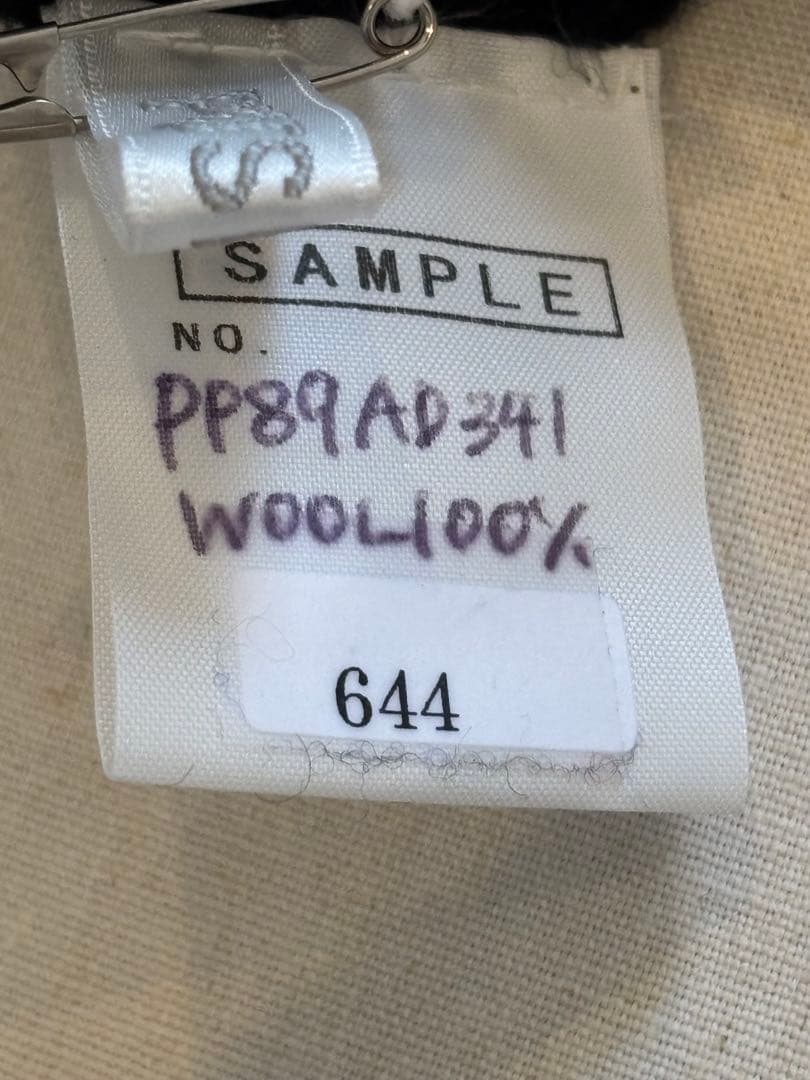 S
SAMPLE
NO.
PP89AD341
WOOL100%
644